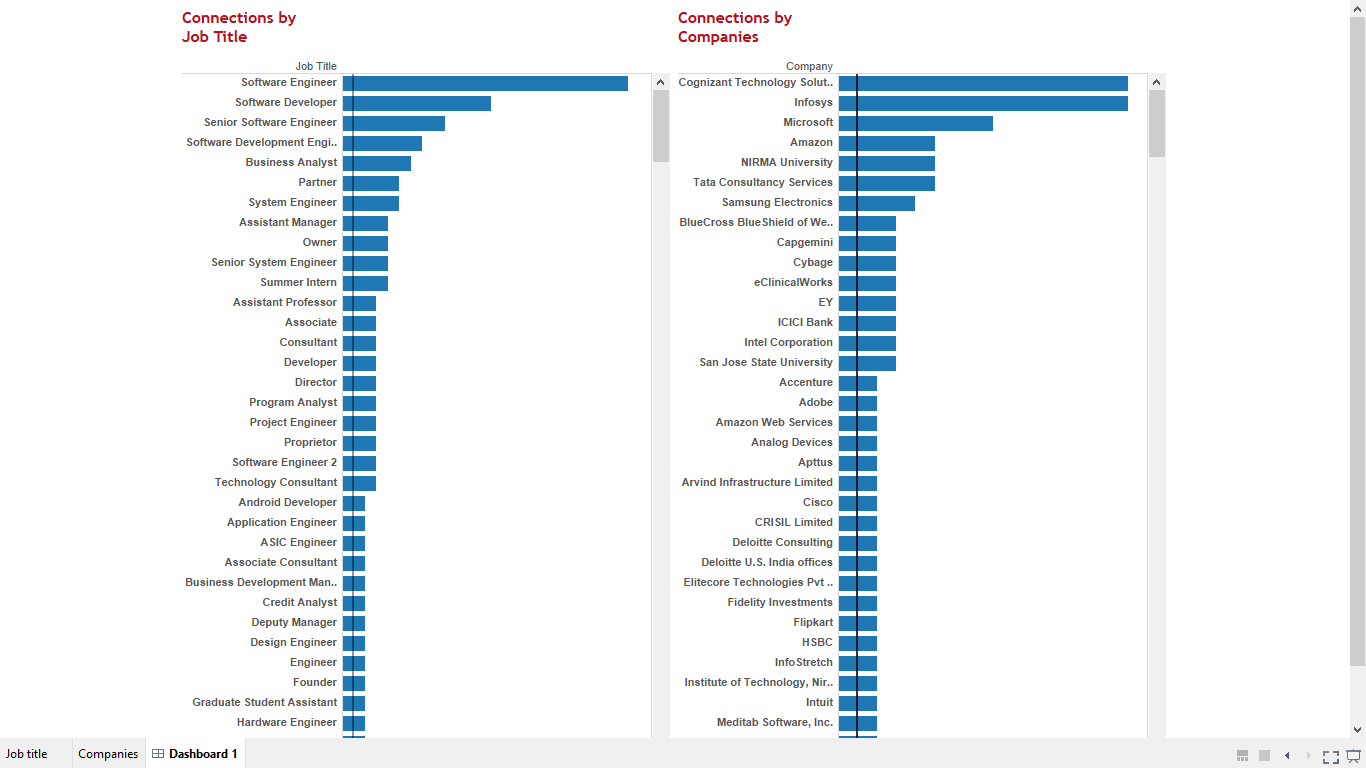 Connections by
Job Title
Job Title
Software Engineer
Software Developer
Senior Software Engineer
Software Development Engi..
Business Analyst
Partner
System Engineer
Assistant Manager
Owner
Senior System Engineer
Summer Intern
Assistant Professor
Associate
Consultant
Developer
Director
Program Analyst
Project Engineer
Proprietor
Software Engineer 2
Technology Consultant
Android Developer
Application Engineer
ASIC Engineer
Associate Consultant
Business Development Man..
Credit Analyst
Deputy Manager
Design Engineer
Engineer
Founder
Graduate Student Assistant
Hardware Engineer
Connections by
Companies
Company
Cognizant Technology Solut..
Infosys
Microsoft
Amazon
NIRMA University
Tata Consultancy Services
Samsung Electronics
BlueCross BlueShield of We..
Capgemini
Cybage
eClinicalWorks
EY
ICICI Bank
Intel Corporation
San Jose State University
Accenture
Adobe
Amazon Web Services
Analog Devices
Apttus
Arvind Infrastructure Limited
Cisco
CRISIL Limited
Deloitte Consulting
Deloitte U.S. India offices
Elitecore Technologies Pvt ..
Fidelity Investments
Flipkart
HSBC
InfoStretch
Institute of Technology, Nir..
Intuit
Meditab Software, Inc.
Job title
Companies
Dashboard 1